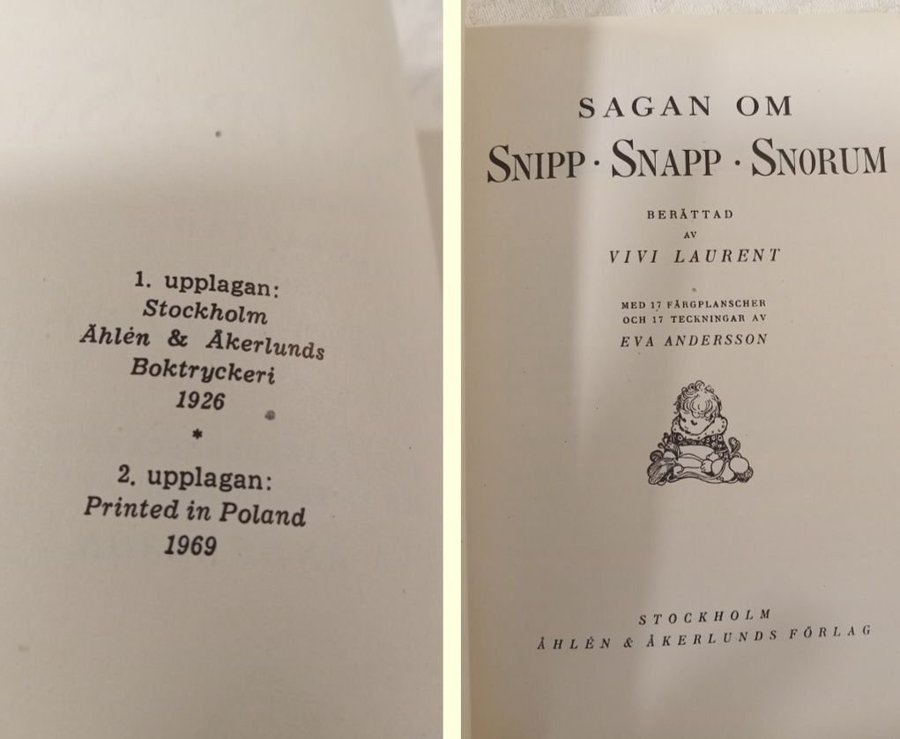 1. upplagan:
Stockholm
Åhlén & Åkerlunds
Boktryckeri
1926
*
2. upplagan:
Printed in Poland
1969
SAGAN OM
SNIPP · SNAPP · SNORUM
BERÄTTAD
AV
VIVI LAURENT
MED 17 FÄRGPLANSCHER
OCH 17 TECKNINGAR AV
EVA ANDERSSON
STOCKHOLM
ÅHLÉN & ÅKERLUNDS FÖRLAG